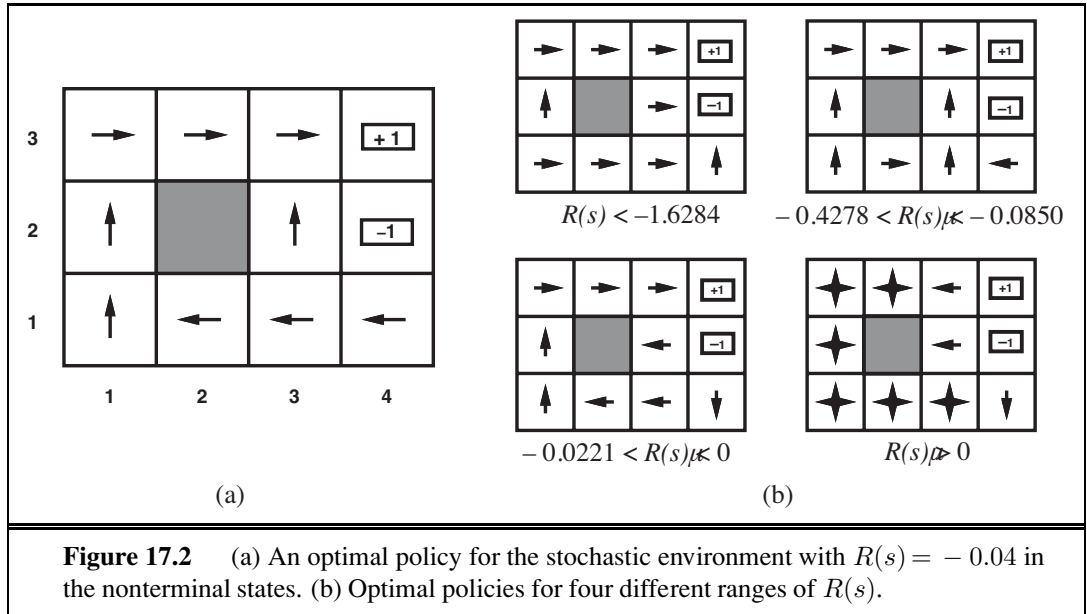 3
+ 1
2
−1
1
1 2 3 4
(a)
+1
−1
R(s) < −1.6284
+1
−1
− 0.4278 < R(s) < − 0.0850
+1
−1
− 0.0221 < R(s) < 0
+1
−1
R(s) > 0
(b)
Figure 17.2 (a) An optimal policy for the stochastic environment with R(s) = − 0.04 in
the nonterminal states. (b) Optimal policies for four different ranges of R(s).